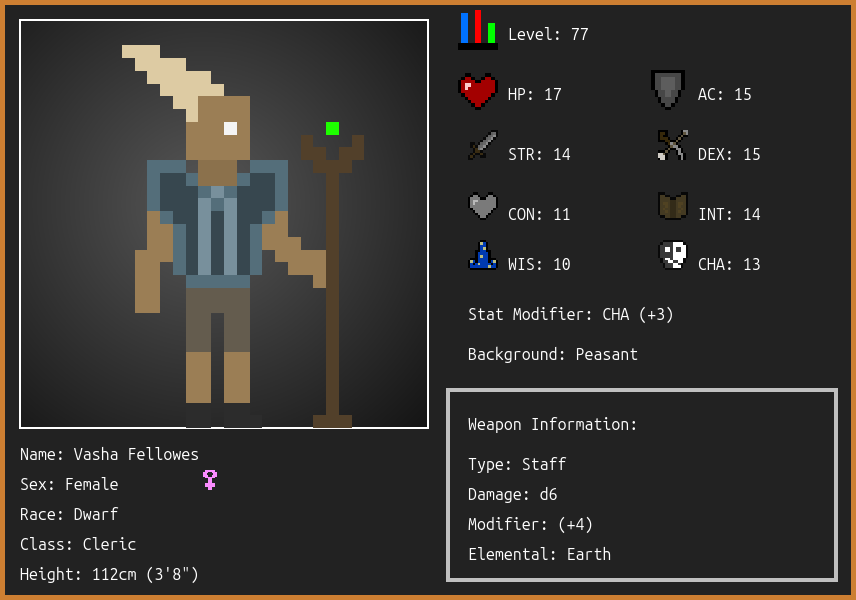 Level: 77
HP: 17
AC: 15
STR: 14
DEX: 15
CON: 11
INT: 14
WIS: 10
CHA: 13
Stat Modifier: CHA (+3)
Background: Peasant
Weapon Information:
Type: Staff
Damage: d6
Modifier: (+4)
Elemental: Earth
Name: Vasha Fellowes
Sex: Female
Race: Dwarf
Class: Cleric
Height: 112cm (3'8")